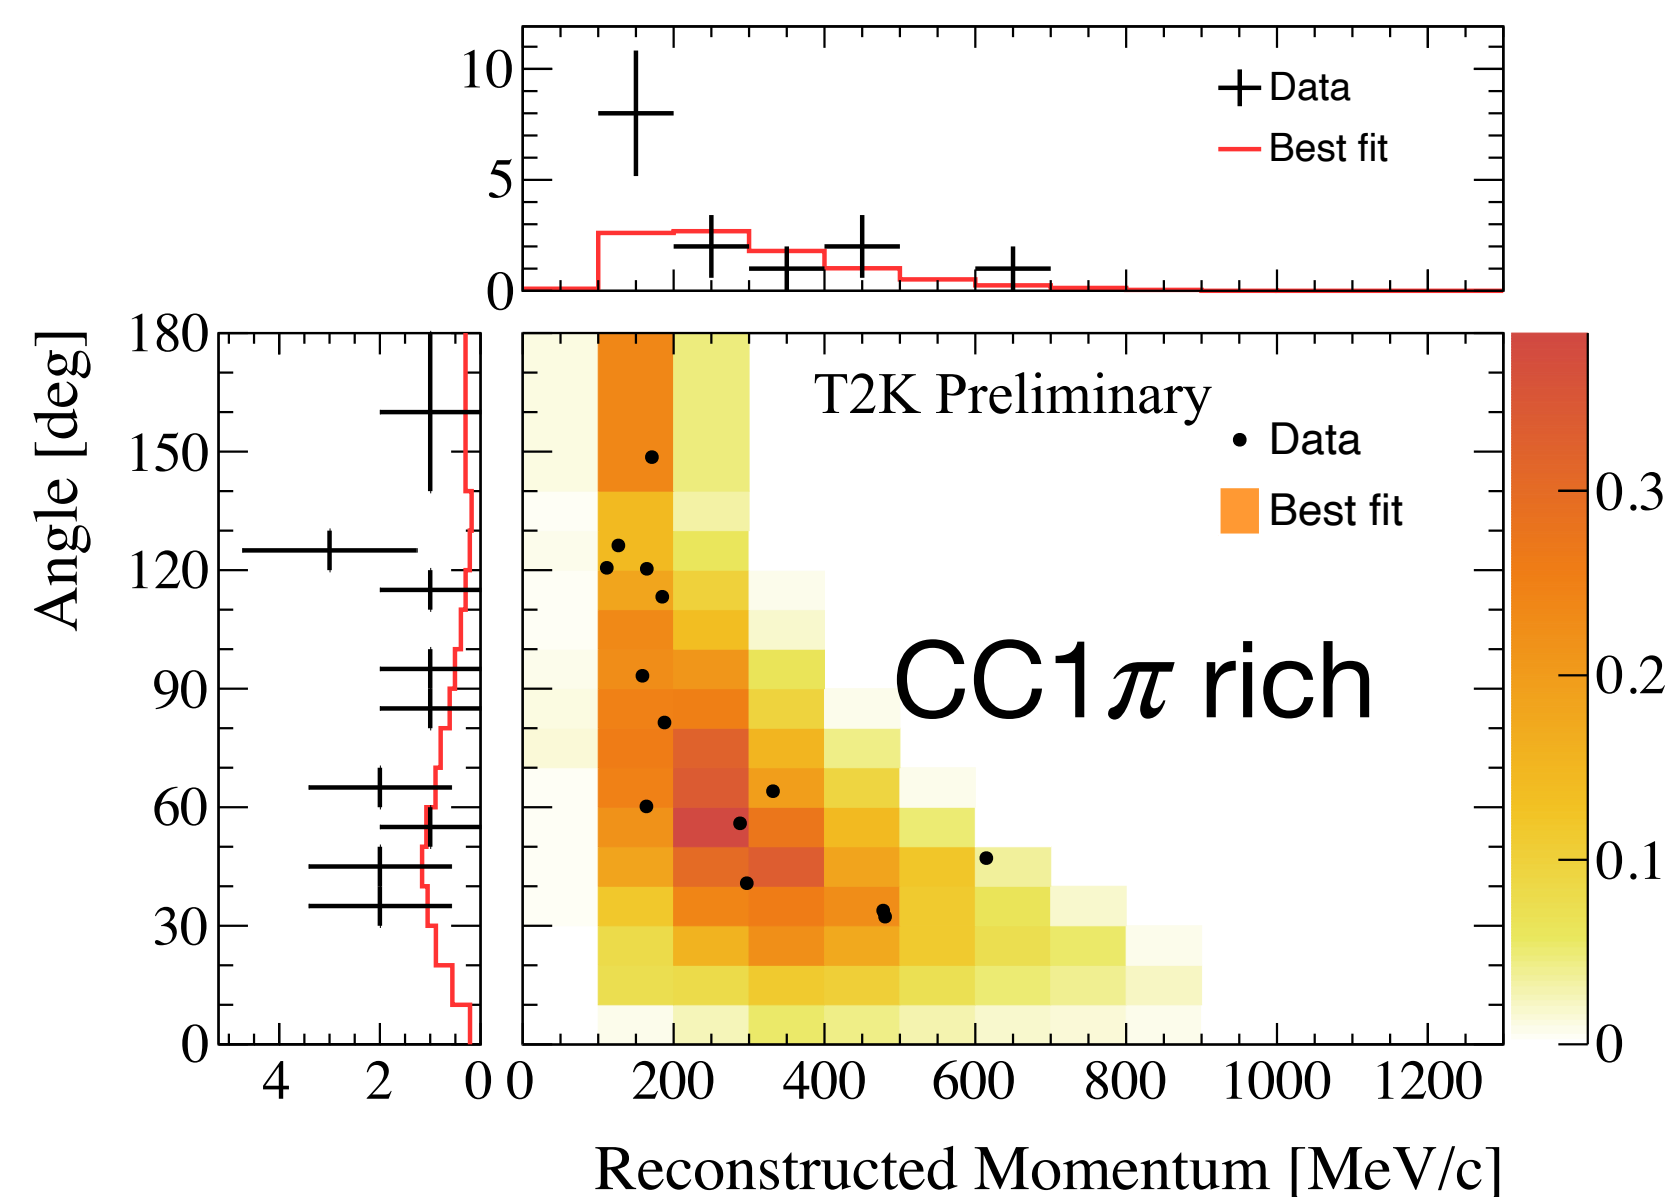 10
5
0
Data
Best fit
Angle [deg]
180
150
120
90
60
30
0
4 2 0
T2K Preliminary
Data
Best fit
CC1π rich
0.3
0.2
0.1
0
0 200 400 600 800 1000 1200
Reconstructed Momentum [MeV/c]